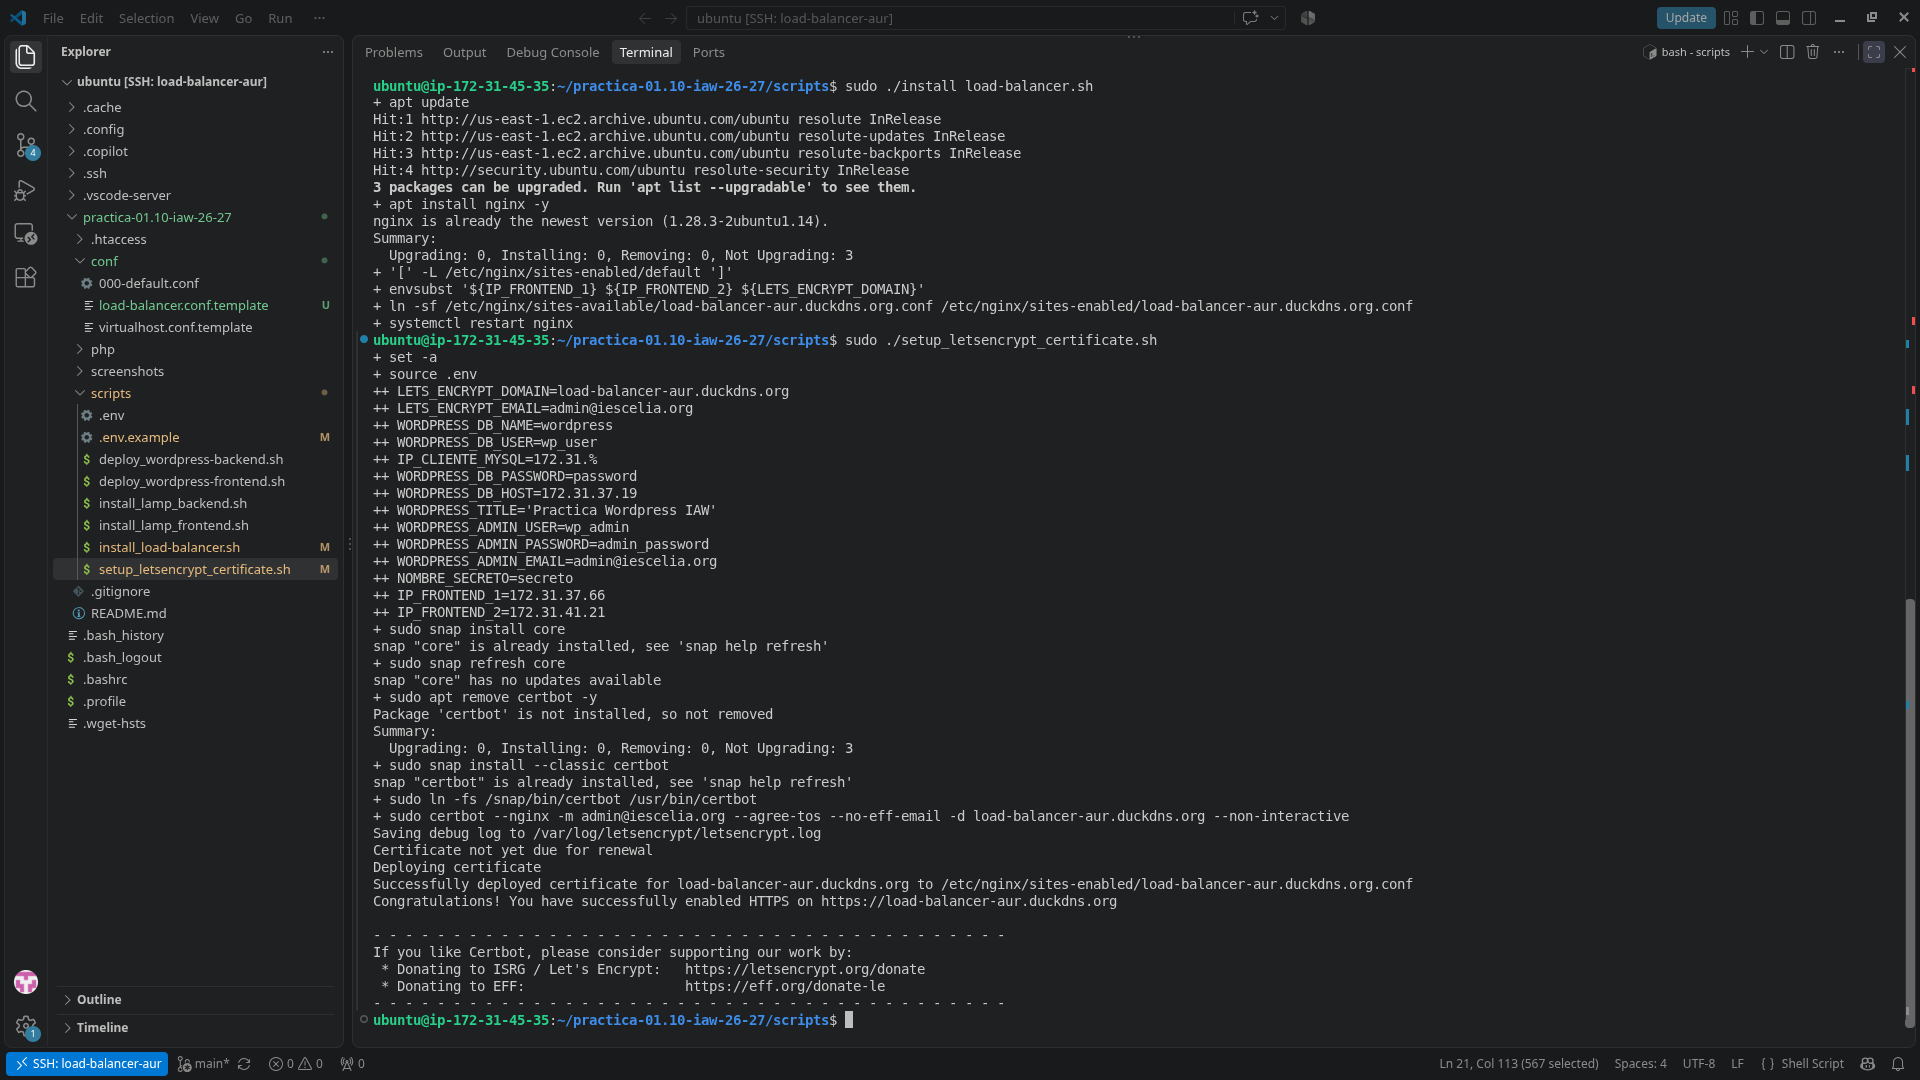 File Edit Selection View Go Run ···
ubuntu [SSH: load-balancer-aur]
Update
Explorer
ubuntu [SSH: load-balancer-aur]
.cache
.config
.copilot
.ssh
.vscode-server
practica-01.10-iaw-26-27
.htaccess
conf
000-default.conf
load-balancer.conf.template U
virtualhost.conf.template
php
screenshots
scripts
.env
.env.example M
deploy_wordpress-backend.sh
deploy_wordpress-frontend.sh
install_lamp_backend.sh
install_lamp_frontend.sh
install_load-balancer.sh M
setup_letsencrypt_certificate.sh M
.gitignore
README.md
.bash_history
.bash_logout
.bashrc
.profile
.wget-hsts
Outline
Timeline
4
1
Problems Output Debug Console Terminal Ports
bash - scripts
ubuntu@ip-172-31-45-35:~/practica-01.10-iaw-26-27/scripts$ sudo ./install_load-balancer.sh
+ apt update
Hit:1 http://us-east-1.ec2.archive.ubuntu.com/ubuntu resolute InRelease
Hit:2 http://us-east-1.ec2.archive.ubuntu.com/ubuntu resolute-updates InRelease
Hit:3 http://us-east-1.ec2.archive.ubuntu.com/ubuntu resolute-backports InRelease
Hit:4 http://security.ubuntu.com/ubuntu resolute-security InRelease
3 packages can be upgraded. Run 'apt list --upgradable' to see them.
+ apt install nginx -y
nginx is already the newest version (1.28.3-2ubuntu1.14).
Summary:
  Upgrading: 0, Installing: 0, Removing: 0, Not Upgrading: 3
+ '[' -L /etc/nginx/sites-enabled/default ']'
+ envsubst '${IP_FRONTEND_1} ${IP_FRONTEND_2} ${LETS_ENCRYPT_DOMAIN}'
+ ln -sf /etc/nginx/sites-available/load-balancer-aur.duckdns.org.conf /etc/nginx/sites-enabled/load-balancer-aur.duckdns.org.conf
+ systemctl restart nginx
ubuntu@ip-172-31-45-35:~/practica-01.10-iaw-26-27/scripts$ sudo ./setup_letsencrypt_certificate.sh
+ set -a
+ source .env
++ LETS_ENCRYPT_DOMAIN=load-balancer-aur.duckdns.org
++ LETS_ENCRYPT_EMAIL=admin@iescelia.org
++ WORDPRESS_DB_NAME=wordpress
++ WORDPRESS_DB_USER=wp_user
++ IP_CLIENTE_MYSQL=172.31.%
++ WORDPRESS_DB_PASSWORD=password
++ WORDPRESS_DB_HOST=172.31.37.19
++ WORDPRESS_TITLE='Practica Wordpress IAW'
++ WORDPRESS_ADMIN_USER=wp_admin
++ WORDPRESS_ADMIN_PASSWORD=admin_password
++ WORDPRESS_ADMIN_EMAIL=admin@iescelia.org
++ NOMBRE_SECRETO=secreto
++ IP_FRONTEND_1=172.31.37.66
++ IP_FRONTEND_2=172.31.41.21
+ sudo snap install core
snap "core" is already installed, see 'snap help refresh'
+ sudo snap refresh core
snap "core" has no updates available
+ sudo apt remove certbot -y
Package 'certbot' is not installed, so not removed
Summary:
  Upgrading: 0, Installing: 0, Removing: 0, Not Upgrading: 3
+ sudo snap install --classic certbot
snap "certbot" is already installed, see 'snap help refresh'
+ sudo ln -fs /snap/bin/certbot /usr/bin/certbot
+ sudo certbot --nginx -m admin@iescelia.org --agree-tos --no-eff-email -d load-balancer-aur.duckdns.org --non-interactive
Saving debug log to /var/log/letsencrypt/letsencrypt.log
Certificate not yet due for renewal
Deploying certificate
Successfully deployed certificate for load-balancer-aur.duckdns.org to /etc/nginx/sites-enabled/load-balancer-aur.duckdns.org.conf
Congratulations! You have successfully enabled HTTPS on https://load-balancer-aur.duckdns.org
- - - - - - - - - - - - - - - - - - - - - - - - - - - - - - - - - - - - - - - -
If you like Certbot, please consider supporting our work by:
 * Donating to ISRG / Let's Encrypt:   https://letsencrypt.org/donate
 * Donating to EFF:                    https://eff.org/donate-le
- - - - - - - - - - - - - - - - - - - - - - - - - - - - - - - - - - - - - - - -
ubuntu@ip-172-31-45-35:~/practica-01.10-iaw-26-27/scripts$
SSH: load-balancer-aur main* 0 0 0 Ln 21, Col 113 (567 selected) Spaces: 4 UTF-8 LF { } Shell Script